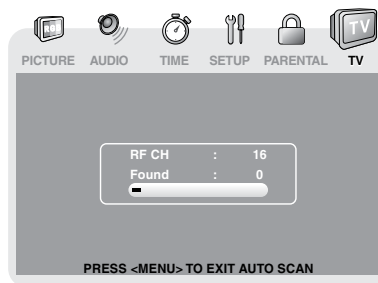 TV
PICTURE AUDIO TIME SETUP PARENTAL TV
RF CH : 16
Found : 0
PRESS <MENU> TO EXIT AUTO SCAN